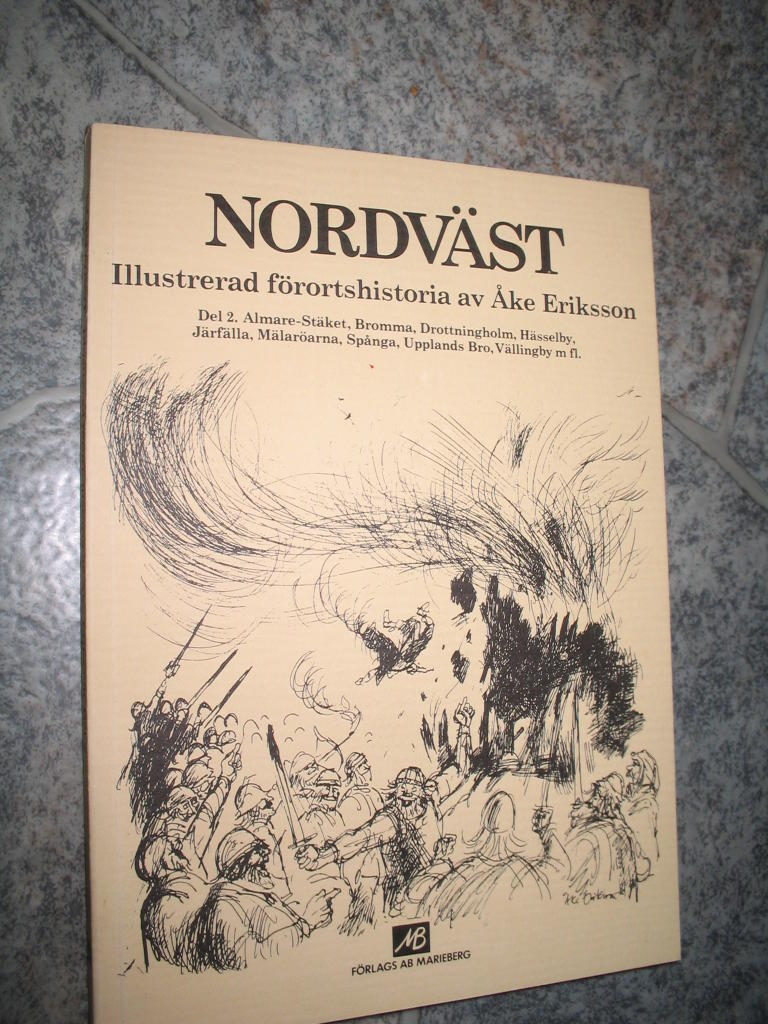 NORDVÄST
Illustrerad förortshistoria av Åke Eriksson
Del 2. Almare-Stäket, Bromma, Drottningholm, Hässelby,
Järfälla, Mälaröarna, Spånga, Upplands Bro, Vällingby m fl.
MB
FÖRLAGS AB MARIEBERG